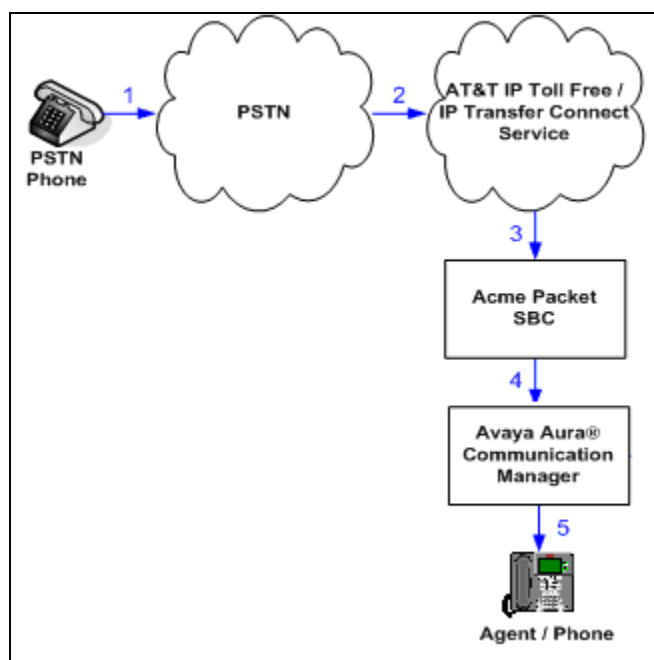 1
PSTN
Phone
PSTN
2
AT&T IP Toll Free /
IP Transfer Connect
Service
3
Acme Packet
SBC
4
Avaya Aura®
Communication
Manager
5
Agent / Phone